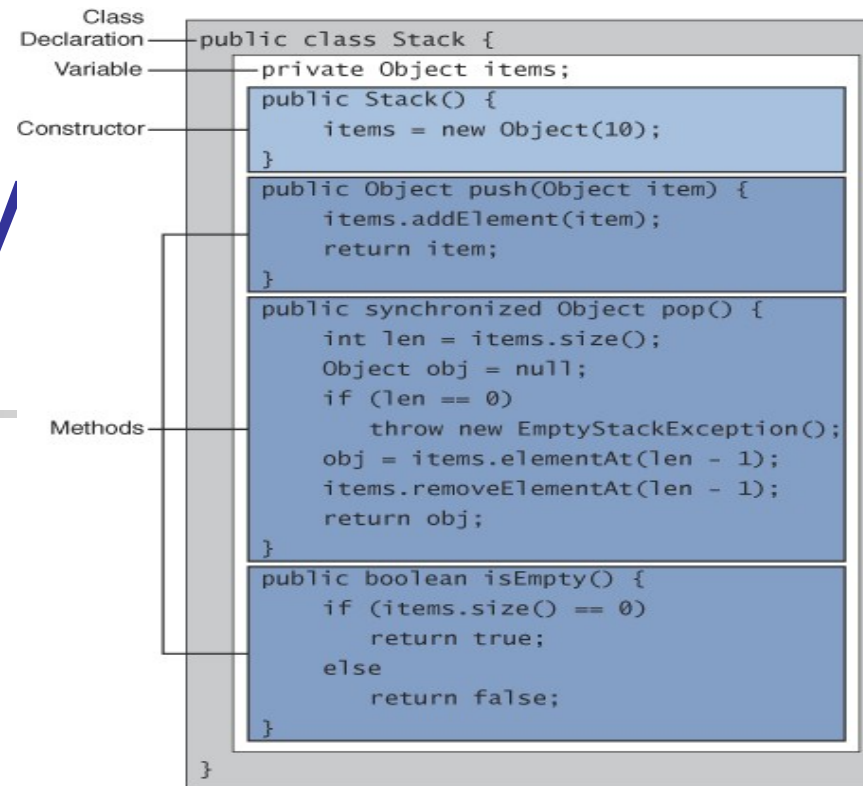 Class
Declaration
public class Stack {
Variable
private Object items;
public Stack() {
Constructor
items = new Object(10);
}
public Object push(Object item) {
items.addElement(item);
return item;
}
public synchronized Object pop() {
int len = items.size();
Object obj = null;
if (len == 0)
Methods
throw new EmptyStackException();
obj = items.elementAt(len - 1);
items.removeElementAt(len - 1);
return obj;
}
public boolean isEmpty() {
if (items.size() == 0)
return true;
else
return false;
}
}